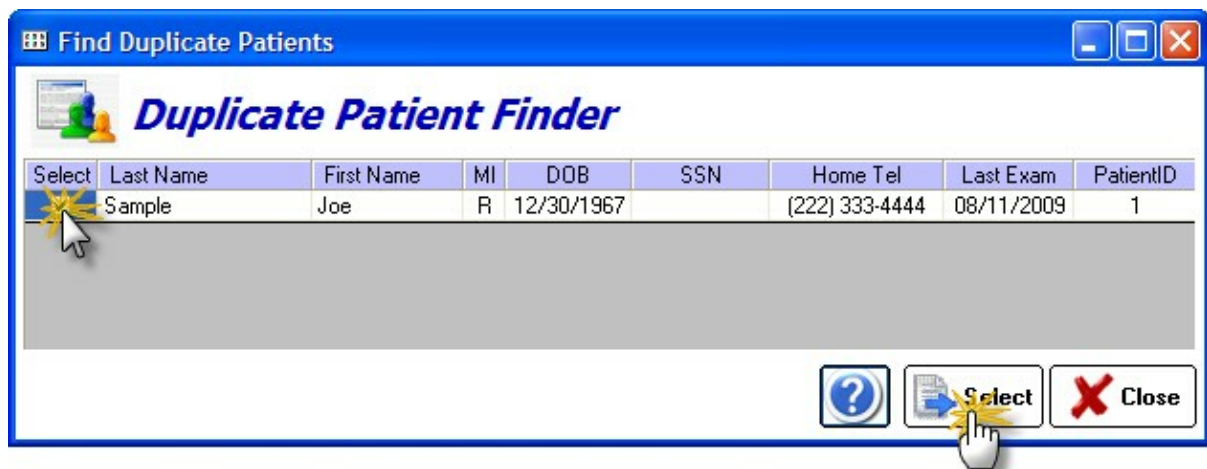 Find Duplicate Patients
Duplicate Patient Finder
Select Last Name First Name MI DOB SSN Home Tel Last Exam PatientID
Sample Joe R 12/30/1967 (222) 333-4444 08/11/2009 1
? Select Close